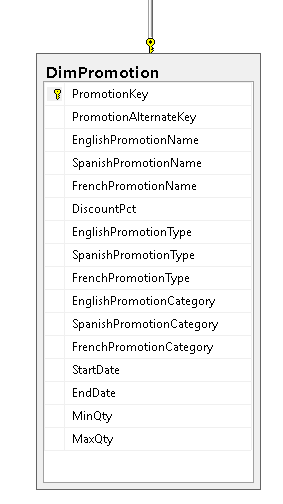 DimPromotion
PromotionKey
PromotionAlternateKey
EnglishPromotionName
SpanishPromotionName
FrenchPromotionName
DiscountPct
EnglishPromotionType
SpanishPromotionType
FrenchPromotionType
EnglishPromotionCategory
SpanishPromotionCategory
FrenchPromotionCategory
StartDate
EndDate
MinQty
MaxQty